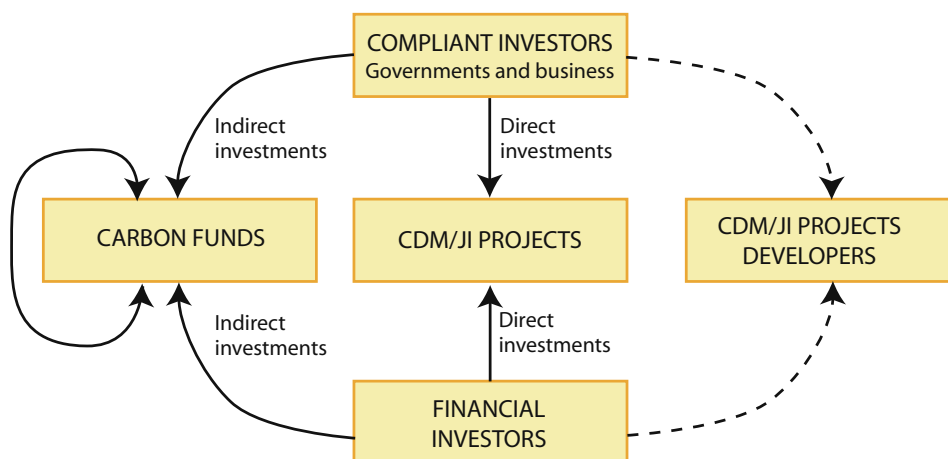 COMPLIANT INVESTORS
Governments and business
Indirect
investments
Direct
investments
CARBON FUNDS
CDM/JI PROJECTS
CDM/JI PROJECTS
DEVELOPERS
Indirect
investments
Direct
investments
FINANCIAL
INVESTORS